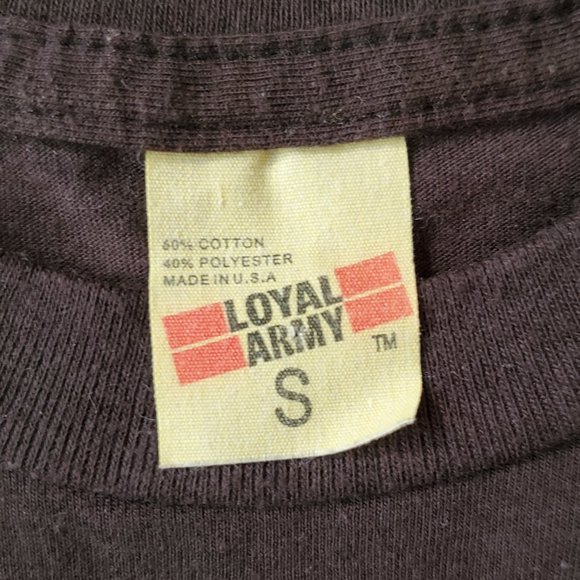 60% COTTON
40% POLYESTER
MADE IN U.S.A
LOYAL
ARMY
TM
S